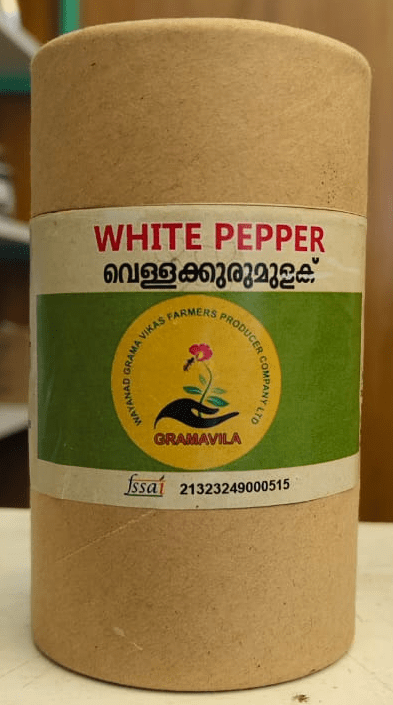 WHITE PEPPER
വെള്ളക്കുരുമുളക്
WAYANAD GRAMA VIKAS FARMERS PRODUCER COMPANY LTD
GRAMAVILA
fssai 21323249000515